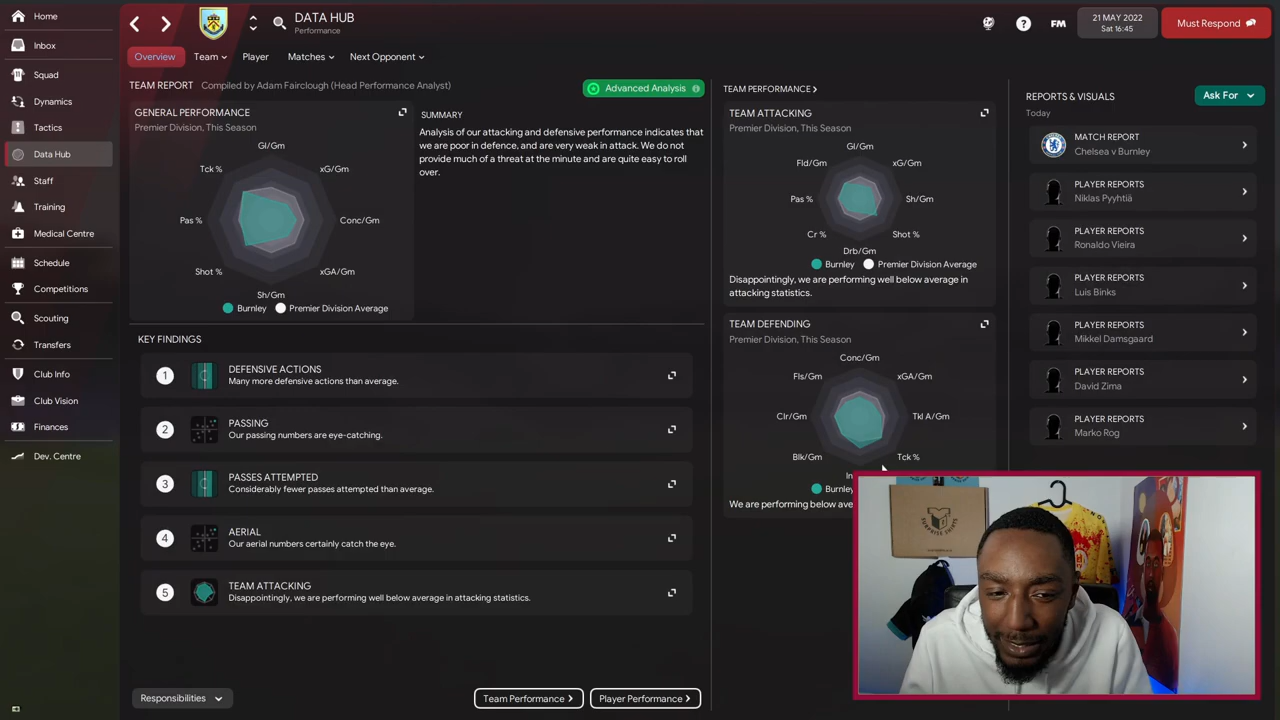 Home
Inbox
Squad
Dynamics
Tactics
Data Hub
Staff
Training
Medical Centre
Schedule
Competitions
Scouting
Transfers
Club Info
Club Vision
Finances
Dev. Centre
DATA HUB
Performance
FM
21 MAY 2022
Sat 16:45
Must Respond
Overview
Team
Player
Matches
Next Opponent
TEAM REPORT Compiled by Adam Fairclough (Head Performance Analyst)
Advanced Analysis
GENERAL PERFORMANCE
Premier Division, This Season
Gl/Gm
xG/Gm
Conc/Gm
xGA/Gm
Sh/Gm
Shot %
Pas %
Tck %
Burnley
Premier Division Average
SUMMARY
Analysis of our attacking and defensive performance indicates that
we are poor in defence, and are very weak in attack. We do not
provide much of a threat at the minute and are quite easy to roll
over.
KEY FINDINGS
1
DEFENSIVE ACTIONS
Many more defensive actions than average.
2
PASSING
Our passing numbers are eye-catching.
3
PASSES ATTEMPTED
Considerably fewer passes attempted than average.
4
AERIAL
Our aerial numbers certainly catch the eye.
5
TEAM ATTACKING
Disappointingly, we are performing well below average in attacking statistics.
Responsibilities
Team Performance
Player Performance
TEAM PERFORMANCE
TEAM ATTACKING
Premier Division, This Season
Gl/Gm
xG/Gm
Sh/Gm
Shot %
Drb/Gm
Cr %
Pas %
Fld/Gm
Burnley
Premier Division Average
Disappointingly, we are performing well below average in
attacking statistics.
TEAM DEFENDING
Premier Division, This Season
Conc/Gm
xGA/Gm
Tkl A/Gm
Tck %
In
Blk/Gm
Clr/Gm
Fls/Gm
Burnley
We are performing below ave
REPORTS & VISUALS
Ask For
Today
MATCH REPORT
Chelsea v Burnley
PLAYER REPORTS
Niklas Pyyhtiä
PLAYER REPORTS
Ronaldo Vieira
PLAYER REPORTS
Luis Binks
PLAYER REPORTS
Mikkel Damsgaard
PLAYER REPORTS
David Zima
PLAYER REPORTS
Marko Rog
SURPRISE SHIRTS